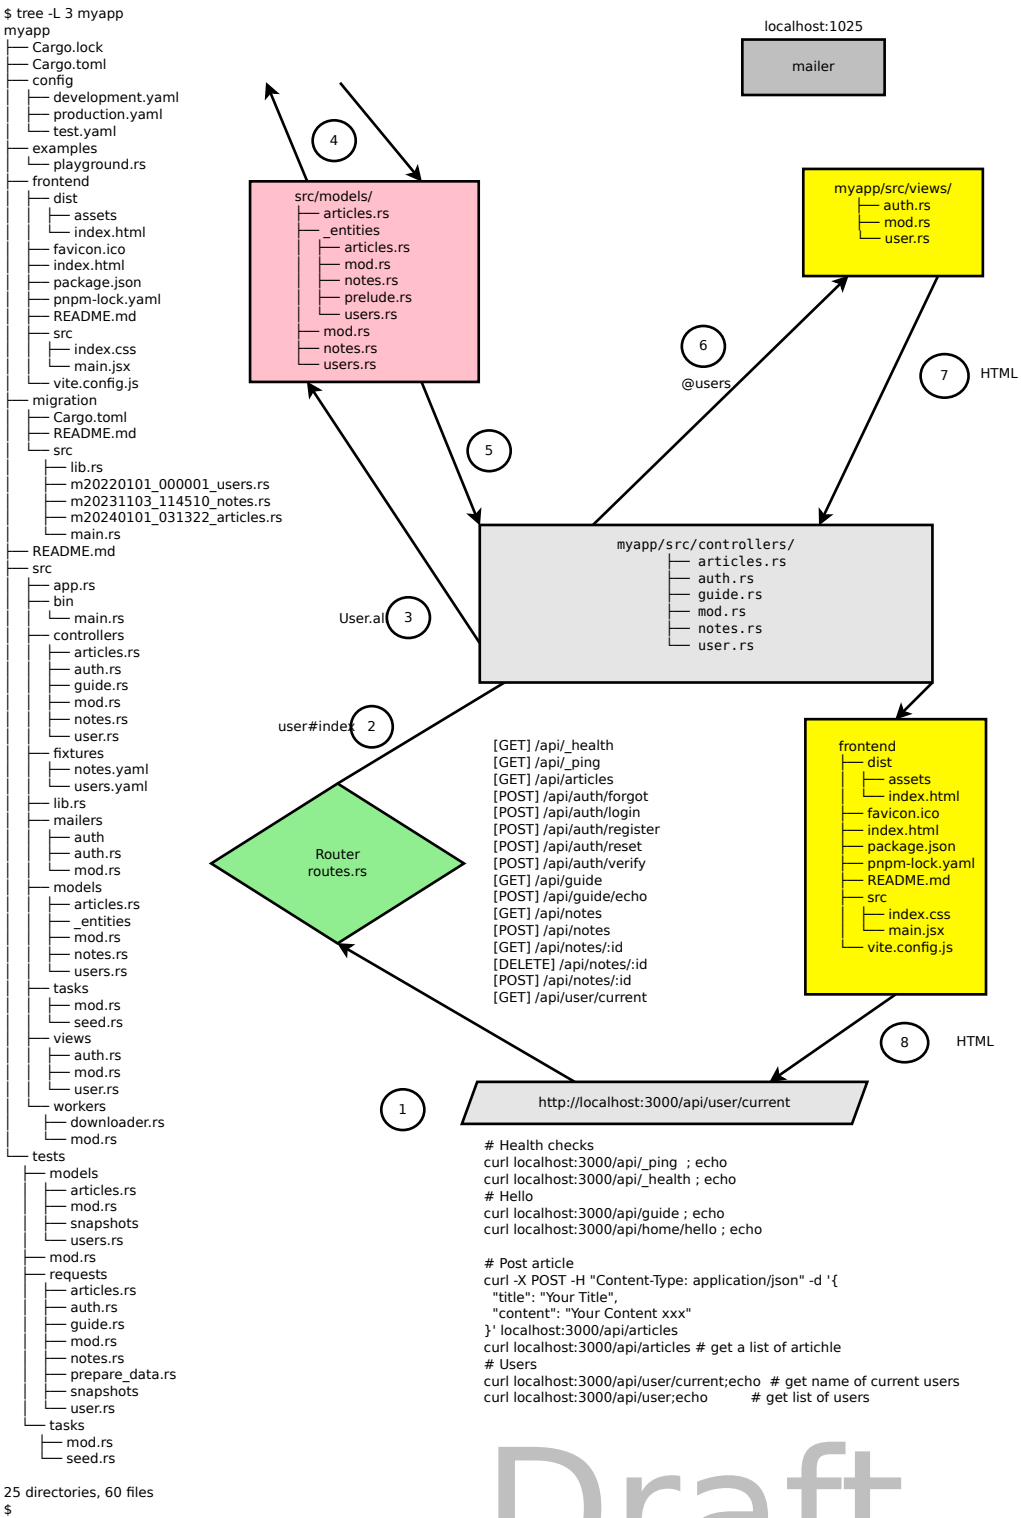 $ tree -L 3 myapp
myapp
├── Cargo.lock
├── Cargo.toml
├── config
│   ├── development.yaml
│   ├── production.yaml
│   └── test.yaml
├── examples
│   └── playground.rs
├── frontend
│   ├── dist
│   │   ├── assets
│   │   └── index.html
│   ├── favicon.ico
│   ├── index.html
│   ├── package.json
│   ├── pnpm-lock.yaml
│   ├── README.md
│   ├── src
│   │   ├── index.css
│   │   └── main.jsx
│   └── vite.config.js
├── migration
│   ├── Cargo.toml
│   ├── README.md
│   └── src
│       ├── lib.rs
│       ├── m20220101_000001_users.rs
│       ├── m20231103_114510_notes.rs
│       ├── m20240101_031322_articles.rs
│       └── main.rs
├── README.md
├── src
│   ├── app.rs
│   ├── bin
│   │   └── main.rs
│   ├── controllers
│   │   ├── articles.rs
│   │   ├── auth.rs
│   │   ├── guide.rs
│   │   ├── mod.rs
│   │   ├── notes.rs
│   │   └── user.rs
│   ├── fixtures
│   │   ├── notes.yaml
│   │   └── users.yaml
│   ├── lib.rs
│   ├── mailers
│   │   ├── auth
│   │   ├── auth.rs
│   │   └── mod.rs
│   ├── models
│   │   ├── articles.rs
│   │   ├── _entities
│   │   ├── mod.rs
│   │   ├── notes.rs
│   │   └── users.rs
│   ├── tasks
│   │   ├── mod.rs
│   │   └── seed.rs
│   ├── views
│   │   ├── auth.rs
│   │   ├── mod.rs
│   │   └── user.rs
│   └── workers
│       ├── downloader.rs
│       └── mod.rs
└── tests
    ├── models
    │   ├── articles.rs
    │   ├── mod.rs
    │   ├── snapshots
    │   └── users.rs
    ├── mod.rs
    ├── requests
    │   ├── articles.rs
    │   ├── auth.rs
    │   ├── guide.rs
    │   ├── mod.rs
    │   ├── notes.rs
    │   ├── prepare_data.rs
    │   ├── snapshots
    │   └── user.rs
    └── tasks
        ├── mod.rs
        └── seed.rs

25 directories, 60 files
$
localhost:1025
mailer
4
src/models/
├── articles.rs
├── _entities
│   ├── articles.rs
│   ├── mod.rs
│   ├── notes.rs
│   ├── prelude.rs
│   └── users.rs
├── mod.rs
├── notes.rs
└── users.rs
myapp/src/views/
├── auth.rs
├── mod.rs
└── user.rs
6
@users
7
HTML
5
myapp/src/controllers/
├── articles.rs
├── auth.rs
├── guide.rs
├── mod.rs
├── notes.rs
└── user.rs
User.al
3
user#index
2
Router
routes.rs
[GET] /api/_health
[GET] /api/_ping
[GET] /api/articles
[POST] /api/auth/forgot
[POST] /api/auth/login
[POST] /api/auth/register
[POST] /api/auth/reset
[POST] /api/auth/verify
[GET] /api/guide
[POST] /api/guide/echo
[GET] /api/notes
[POST] /api/notes
[GET] /api/notes/:id
[DELETE] /api/notes/:id
[POST] /api/notes/:id
[GET] /api/user/current
frontend
├── dist
│   ├── assets
│   └── index.html
├── favicon.ico
├── index.html
├── package.json
├── pnpm-lock.yaml
├── README.md
├── src
│   ├── index.css
│   └── main.jsx
└── vite.config.js
8
HTML
1
http://localhost:3000/api/user/current
# Health checks
curl localhost:3000/api/_ping  ; echo
curl localhost:3000/api/_health ; echo
# Hello
curl localhost:3000/api/guide ; echo
curl localhost:3000/api/home/hello ; echo

# Post article
curl -X POST -H "Content-Type: application/json" -d '{
  "title": "Your Title",
  "content": "Your Content xxx"
}' localhost:3000/api/articles
curl localhost:3000/api/articles # get a list of artichle
# Users
curl localhost:3000/api/user/current;echo  # get name of current users
curl localhost:3000/api/user;echo          # get list of users
Draft